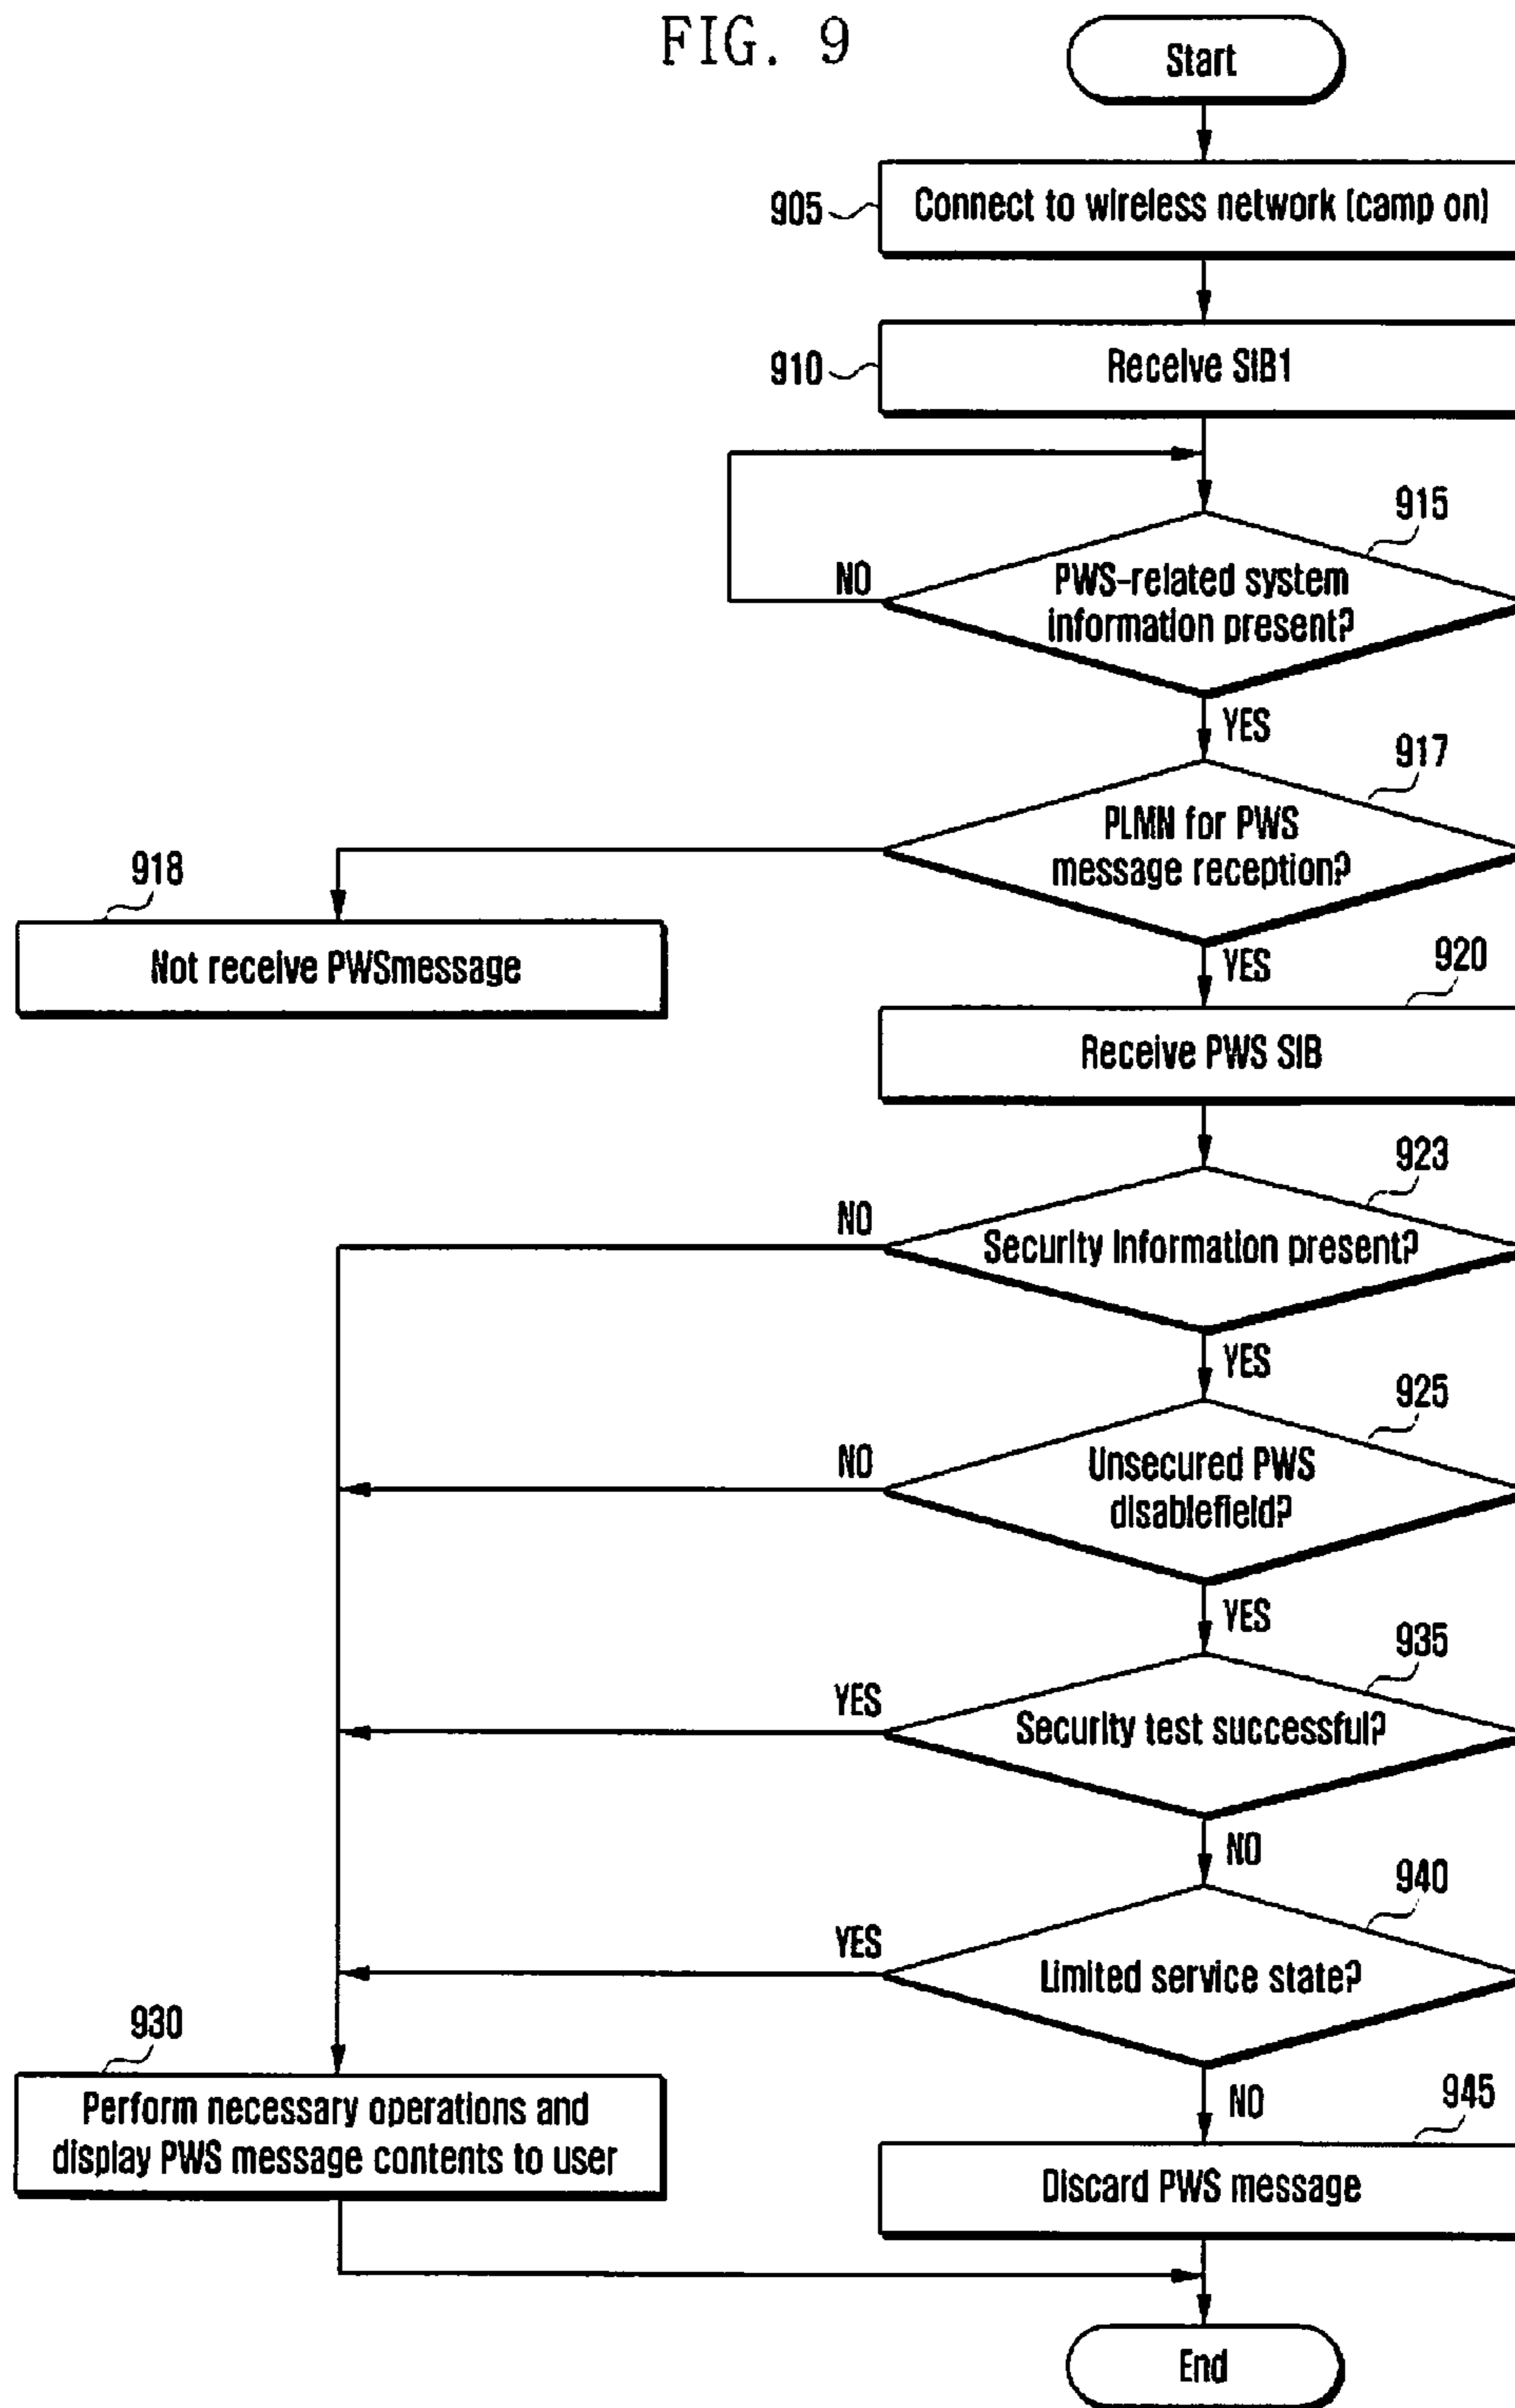 FIG. 9
Start
905
Connect to wireless network (camp on)
910
Receive SIB1
915
NO
PWS-related system
information present?
YES
917
PLMN for PWS
message reception?
918
Not receive PWSmessage
YES
920
Receive PWS SIB
923
NO
Security information present?
YES
925
NO
Unsecured PWS
disablefield?
YES
935
YES
Security test successful?
NO
940
YES
Limited service state?
930
Perform necessary operations and
display PWS message contents to user
NO
945
Discard PWS message
End